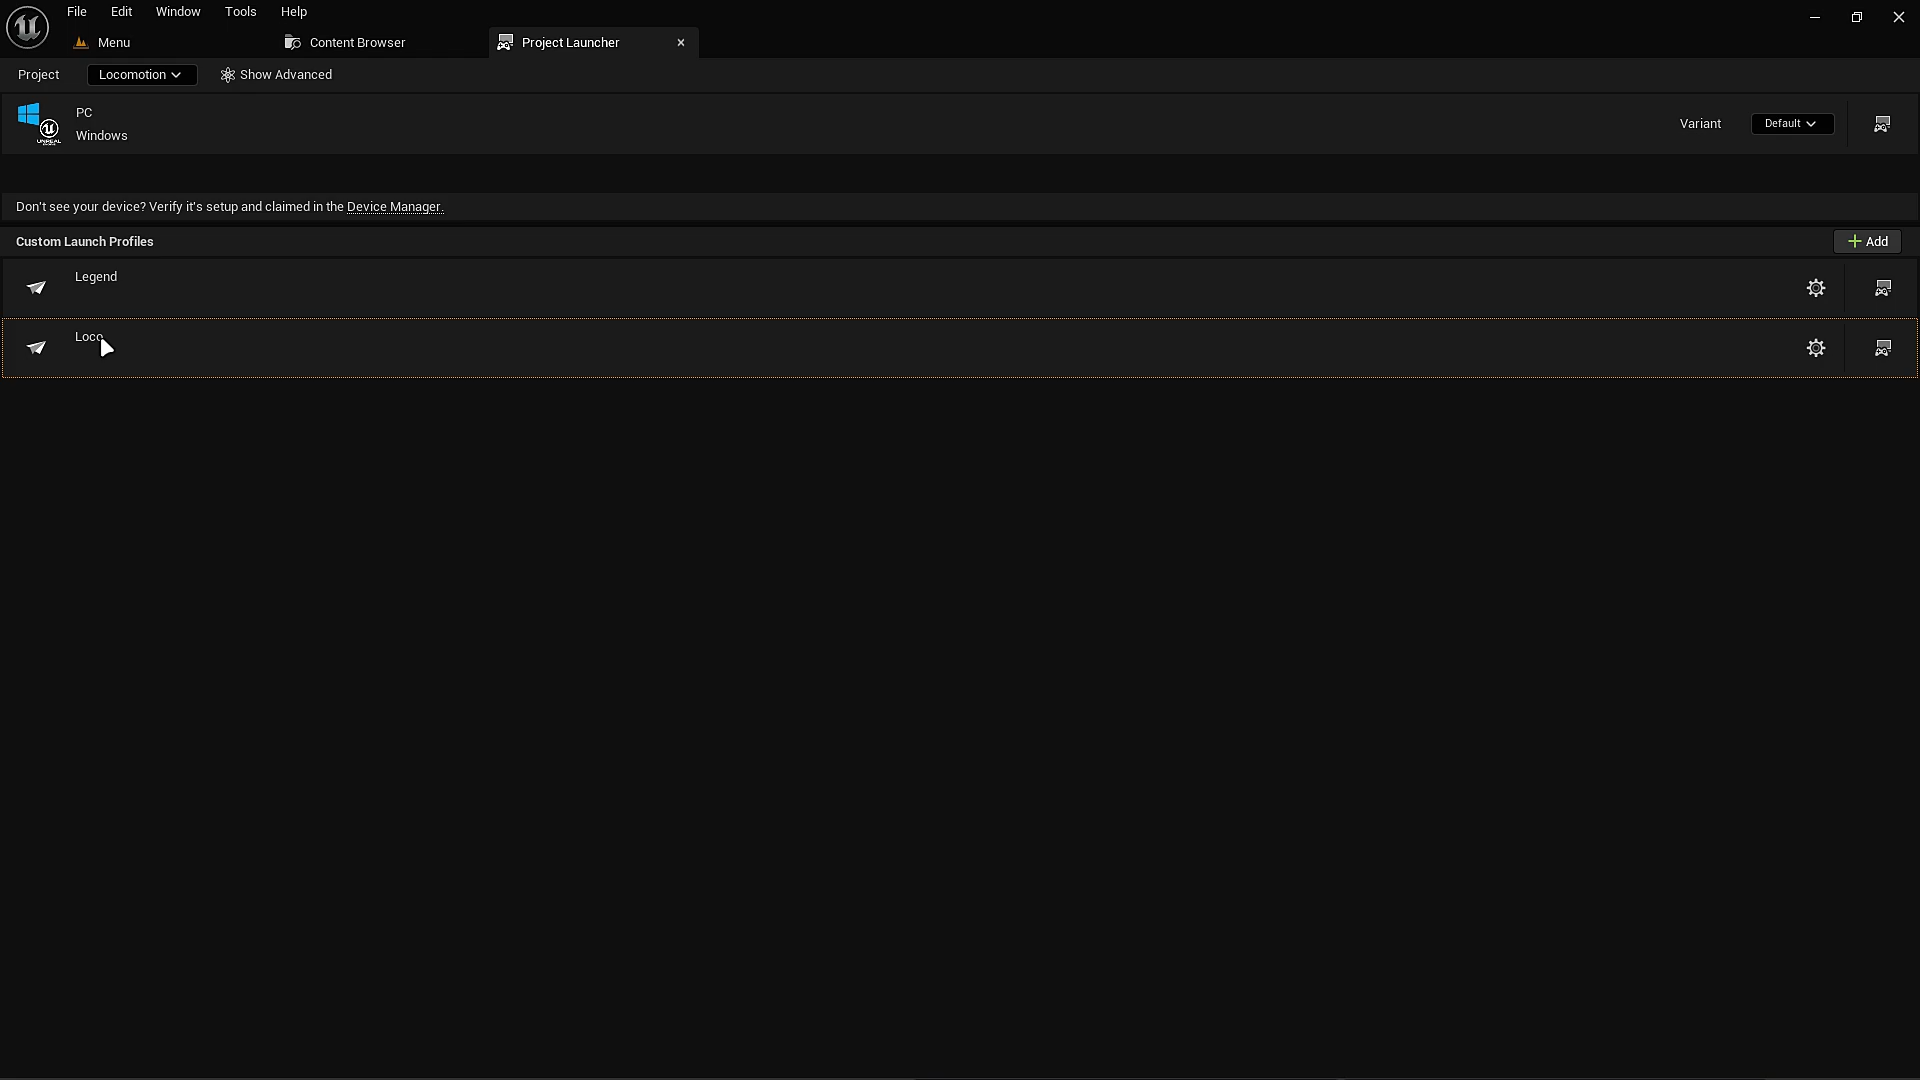 File Edit Window Tools Help
Menu Content Browser Project Launcher
Project Locomotion Show Advanced
PC
Windows
Variant Default
Don't see your device? Verify it's setup and claimed in the Device Manager.
Custom Launch Profiles
Add
Legend
Loco